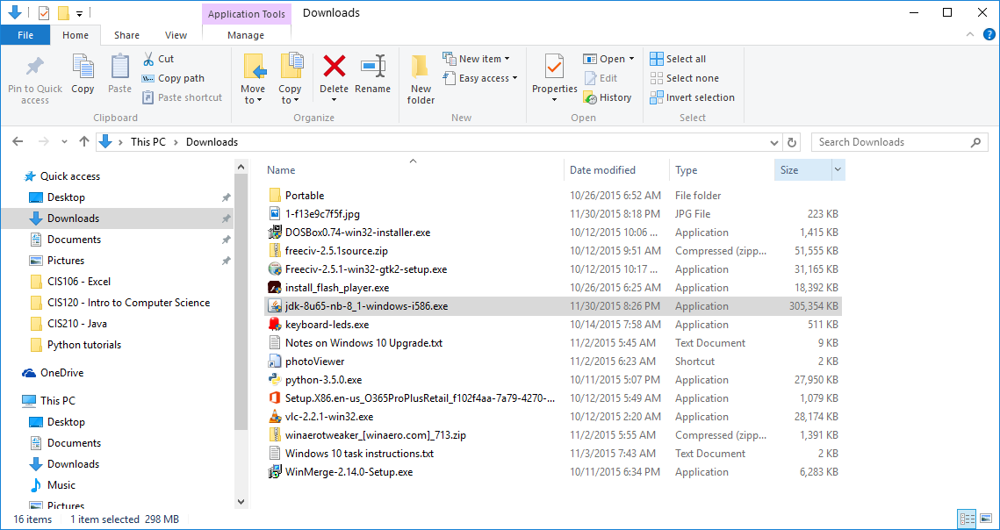 Application Tools Downloads
File Home Share View Manage
Pin to Quick access
Copy
Paste
Cut
Copy path
Paste shortcut
Clipboard
Move to
Copy to
Delete
Rename
Organize
New folder
New item
Easy access
New
Properties
Open
Edit
History
Open
Select all
Select none
Invert selection
Select
This PC > Downloads
Search Downloads
Quick access
Desktop
Downloads
Documents
Pictures
CIS106 - Excel
CIS120 - Intro to Computer Science
CIS210 - Java
Python tutorials
OneDrive
This PC
Desktop
Documents
Downloads
Music
Pictures
Name Date modified Type Size
Portable 10/26/2015 6:52 AM File folder
1-f13e9c7f5f.jpg 11/30/2015 8:18 PM JPG File 223 KB
DOSBox0.74-win32-installer.exe 10/12/2015 10:06 ... Application 1,415 KB
freeciv-2.5.1source.zip 10/12/2015 9:51 AM Compressed (zipp... 51,555 KB
Freeciv-2.5.1-win32-gtk2-setup.exe 10/12/2015 10:17 ... Application 31,165 KB
install_flash_player.exe 10/26/2015 6:25 AM Application 18,392 KB
jdk-8u65-nb-8_1-windows-i586.exe 11/30/2015 8:26 PM Application 305,354 KB
keyboard-leds.exe 10/14/2015 7:58 AM Application 511 KB
Notes on Windows 10 Upgrade.txt 11/2/2015 5:45 AM Text Document 9 KB
photoViewer 11/2/2015 6:23 AM Shortcut 2 KB
python-3.5.0.exe 10/11/2015 5:07 PM Application 27,950 KB
Setup.X86.en-us_O365ProPlusRetail_f102f4aa-7a79-4270-... 10/12/2015 5:49 AM Application 1,079 KB
vlc-2.2.1-win32.exe 10/12/2015 2:20 AM Application 28,174 KB
winaerotweaker_[winaero.com]_713.zip 11/2/2015 5:55 AM Compressed (zipp... 1,391 KB
Windows 10 task instructions.txt 11/3/2015 7:43 AM Text Document 2 KB
WinMerge-2.14.0-Setup.exe 10/11/2015 6:34 PM Application 6,283 KB
16 items 1 item selected 298 MB